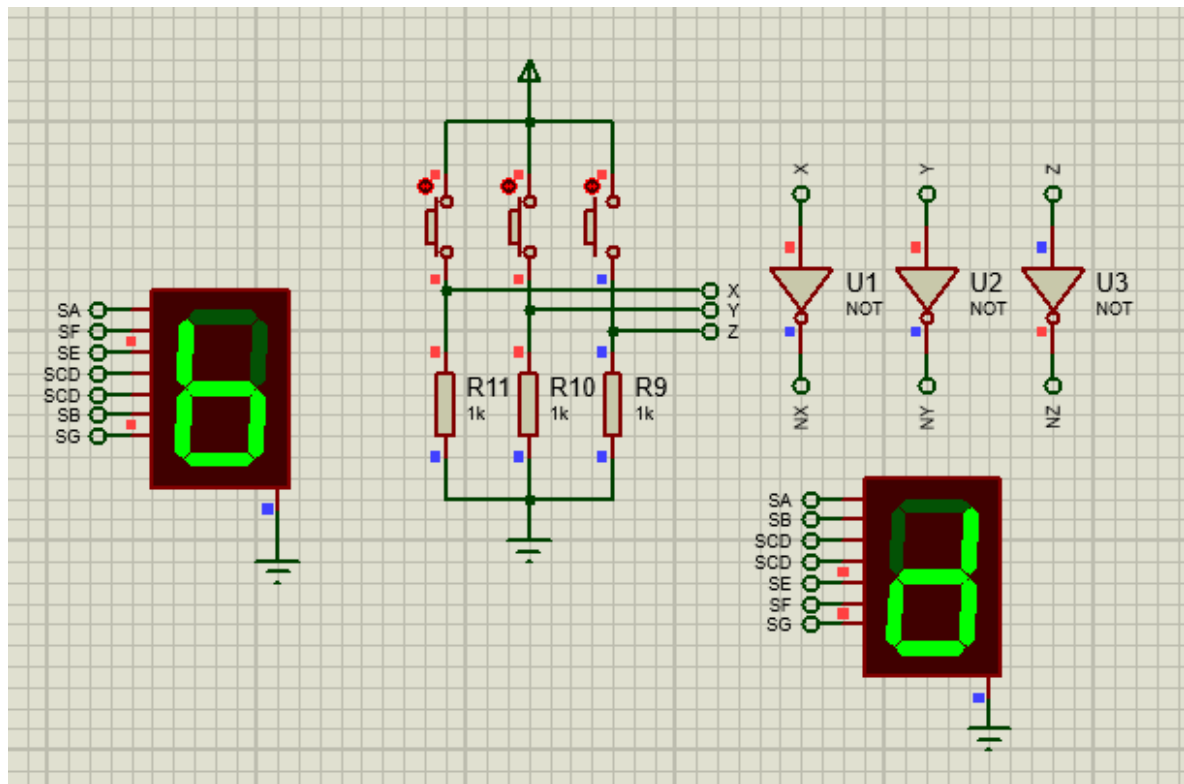 X
Y
Z
U1
NOT
U2
NOT
U3
NOT
NX
NY
NZ
X
Y
Z
SA
SF
SE
SCD
SCD
SB
SG
R11
1k
R10
1k
R9
1k
SA
SB
SCD
SCD
SE
SF
SG
b
d